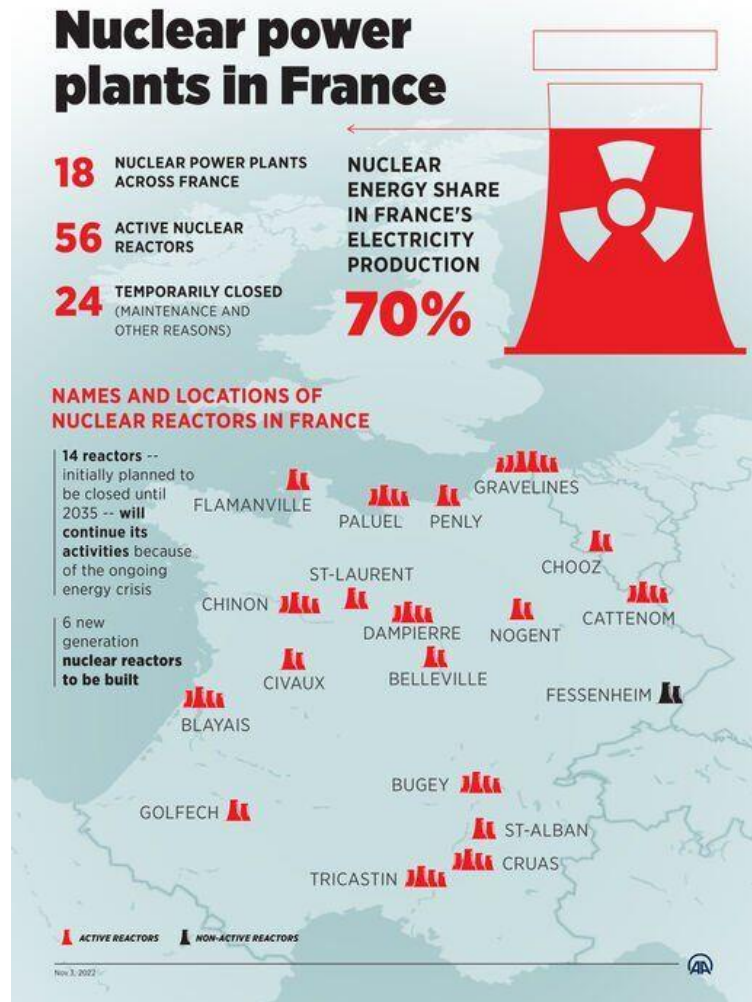 Nuclear power
plants in France
18 NUCLEAR POWER PLANTS
ACROSS FRANCE
56 ACTIVE NUCLEAR
REACTORS
24 TEMPORARILY CLOSED
(MAINTENANCE AND
OTHER REASONS)
NUCLEAR
ENERGY SHARE
IN FRANCE'S
ELECTRICITY
PRODUCTION
70%
NAMES AND LOCATIONS OF
NUCLEAR REACTORS IN FRANCE
14 reactors --
initially planned to
be closed until
2035 -- will
continue its
activities because
of the ongoing
energy crisis
6 new
generation
nuclear reactors
to be built
GRAVELINES
FLAMANVILLE
PALUEL
PENLY
CHOOZ
ST-LAURENT
CHINON
CATTENOM
DAMPIERRE
NOGENT
CIVAUX
BELLEVILLE
FESSENHEIM
BLAYAIS
BUGEY
GOLFECH
ST-ALBAN
CRUAS
TRICASTIN
ACTIVE REACTORS
NON-ACTIVE REACTORS
Nov 3, 2022
AA